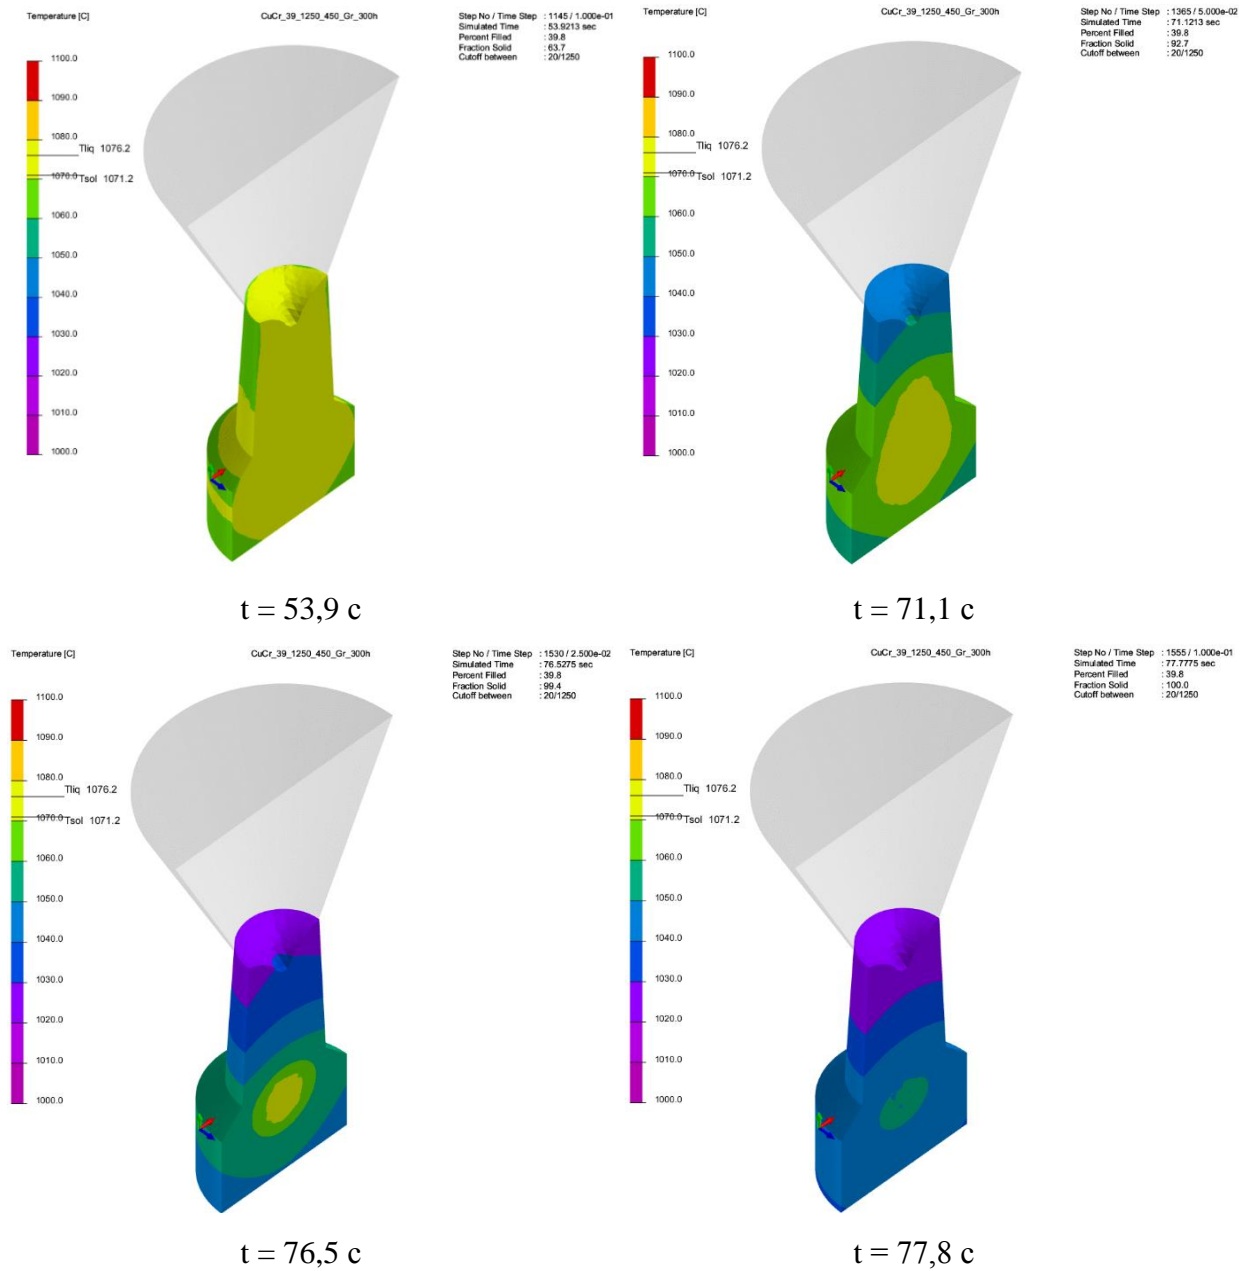 Temperature [C]
CuCr_39_1250_450_Gr_300h
Step No / Time Step : 1145 / 1.000e-01
Simulated Time : 53.9213 sec
Percent Filled : 39.8
Fraction Solid : 63.7
Cutoff between : 20/1250
1100.0
1090.0
1080.0
Tliq 1076.2
1070.0 Tsol 1071.2
1060.0
1050.0
1040.0
1030.0
1020.0
1010.0
1000.0
t = 53,9 с
Temperature [C]
CuCr_39_1250_450_Gr_300h
Step No / Time Step : 1365 / 5.000e-02
Simulated Time : 71.1213 sec
Percent Filled : 39.8
Fraction Solid : 92.7
Cutoff between : 20/1250
1100.0
1090.0
1080.0
Tliq 1076.2
1070.0 Tsol 1071.2
1060.0
1050.0
1040.0
1030.0
1020.0
1010.0
1000.0
t = 71,1 с
Temperature [C]
CuCr_39_1250_450_Gr_300h
Step No / Time Step : 1530 / 2.500e-02
Simulated Time : 76.5275 sec
Percent Filled : 39.8
Fraction Solid : 99.4
Cutoff between : 20/1250
1100.0
1090.0
1080.0
Tliq 1076.2
1070.0 Tsol 1071.2
1060.0
1050.0
1040.0
1030.0
1020.0
1010.0
1000.0
t = 76,5 с
Temperature [C]
CuCr_39_1250_450_Gr_300h
Step No / Time Step : 1555 / 1.000e-01
Simulated Time : 77.7775 sec
Percent Filled : 39.8
Fraction Solid : 100.0
Cutoff between : 20/1250
1100.0
1090.0
1080.0
Tliq 1076.2
1070.0 Tsol 1071.2
1060.0
1050.0
1040.0
1030.0
1020.0
1010.0
1000.0
t = 77,8 с